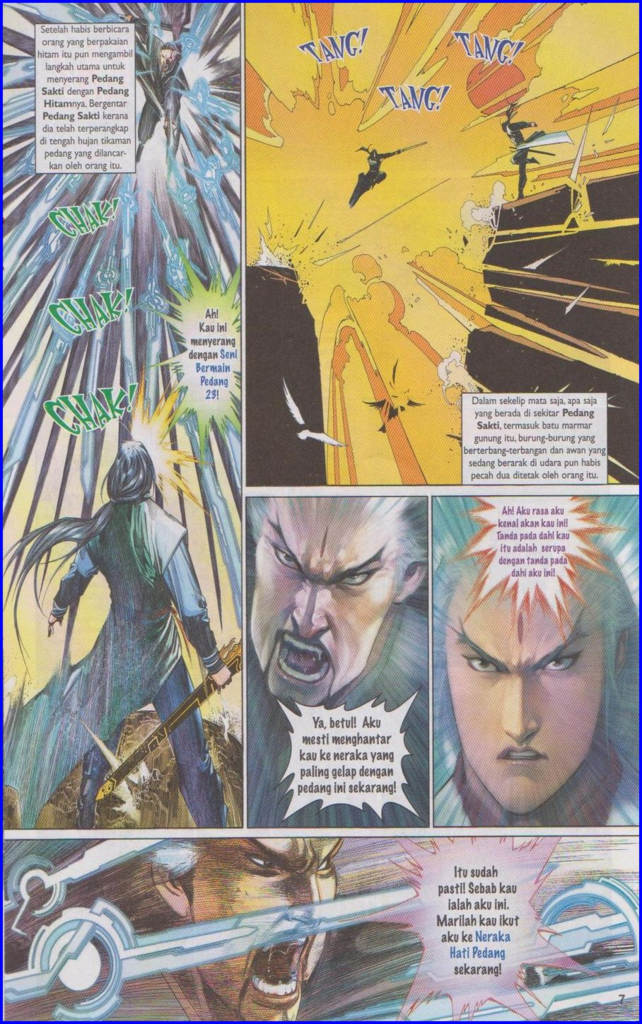 Setelah habis berbicara
orang yang berpakaian
hitam itu pun mengambil
langkah utama untuk
menyerang Pedang
Sakti dengan Pedang
Hitamnya. Bergentar
Pedang Sakti kerana
dia telah terperangkap
di tengah hujan tikaman
pedang yang dilancar-
kan oleh orang itu.
CHAK!
CHAK!
CHAK!
Ah!
Kau ini
menyerang
dengan Seni
Bermain
Pedang
23!
TANG!
TANG!
TANG!
Dalam sekelip mata saja, apa saja
yang berada di sekitar Pedang
Sakti, termasuk batu marmar
gunung itu, burung-burung yang
berterbang-terbangan dan awan yang
sedang berarak di udara pun habis
pecah dua ditetak oleh orang itu.
Ya, betul! Aku
mesti menghantar
kau ke neraka yang
paling gelap dengan
pedang ini sekarang!
Ah! Aku rasa aku
kenal akan kau ini!
Tanda pada dahi kau
itu adalah serupa
dengan tanda pada
dahi aku ini!
Itu sudah
pasti! Sebab kau
ialah aku ini.
Marilah kau ikut
aku ke Neraka
Hati Pedang
sekarang!
7